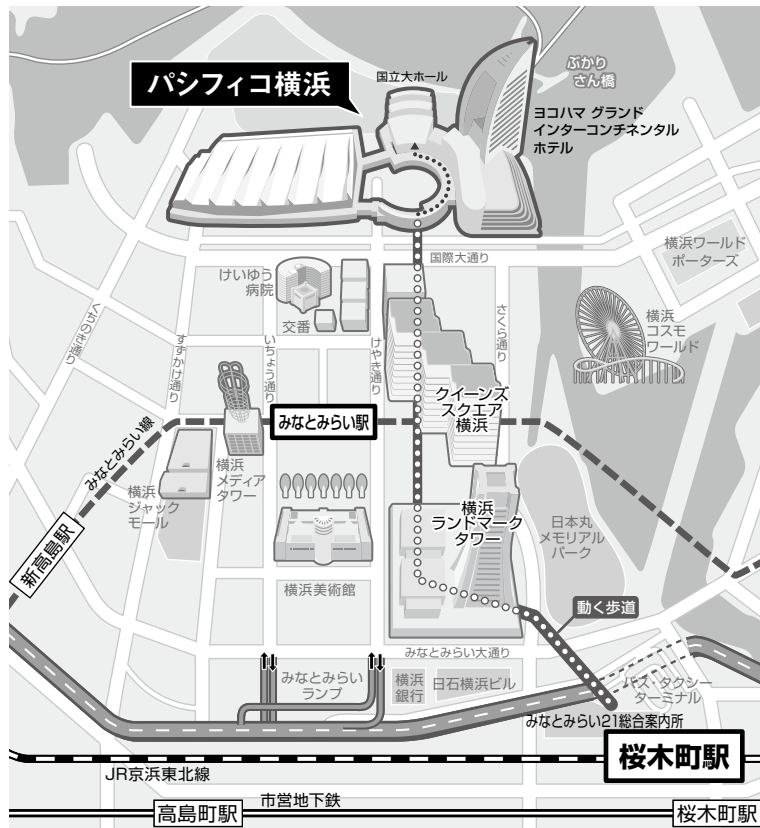 パシフィコ横浜
国立大ホール
ぷかり
さん橋
ヨコハマ グランド
インターコンチネンタル
ホテル
横浜ワールド
ポーターズ
国際大通り
けいゆう
病院
交番
くちのき通り
すずかけ通り
いちょう通り
けやき通り
さくら通り
横浜
コスモ
ワールド
クイーンズ
スクエア
横浜
みなとみらい駅
みなとみらい線
横浜
メディア
タワー
横浜
ジャック
モール
新高島駅
横浜
ランドマーク
タワー
日本丸
メモリアル
パーク
横浜美術館
動く歩道
みなとみらい大通り
みなとみらい
ランプ
横浜
銀行
日石横浜ビル
バス・タクシー
ターミナル
みなとみらい21総合案内所
桜木町駅
JR京浜東北線
市営地下鉄
高島町駅
桜木町駅